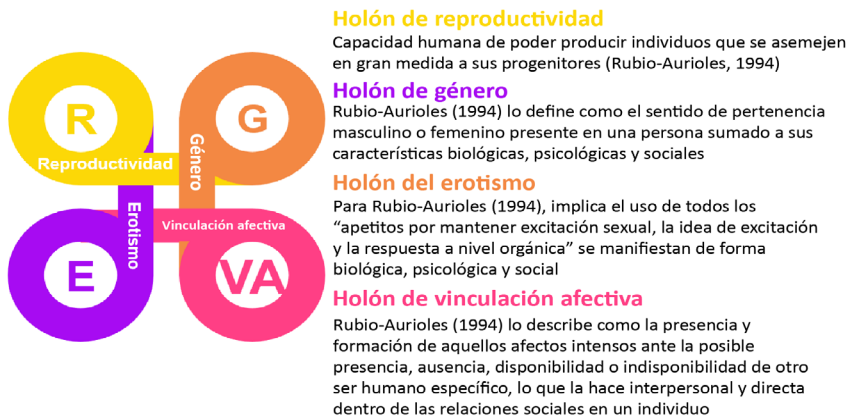 R
G
Reproductividad
Género
Erotismo
Vinculación afectiva
E
VA
Holón de reproductividad
Capacidad humana de poder producir individuos que se asemejen
en gran medida a sus progenitores (Rubio-Aurioles, 1994)
Holón de género
Rubio-Aurioles (1994) lo define como el sentido de pertenencia
masculino o femenino presente en una persona sumado a sus
características biológicas, psicológicas y sociales
Holón del erotismo
Para Rubio-Aurioles (1994), implica el uso de todos los
“apetitos por mantener excitación sexual, la idea de excitación
y la respuesta a nivel orgánica” se manifiestan de forma
biológica, psicológica y social
Holón de vinculación afectiva
Rubio-Aurioles (1994) lo describe como la presencia y
formación de aquellos afectos intensos ante la posible
presencia, ausencia, disponibilidad o indisponibilidad de otro
ser humano específico, lo que la hace interpersonal y directa
dentro de las relaciones sociales en un individuo